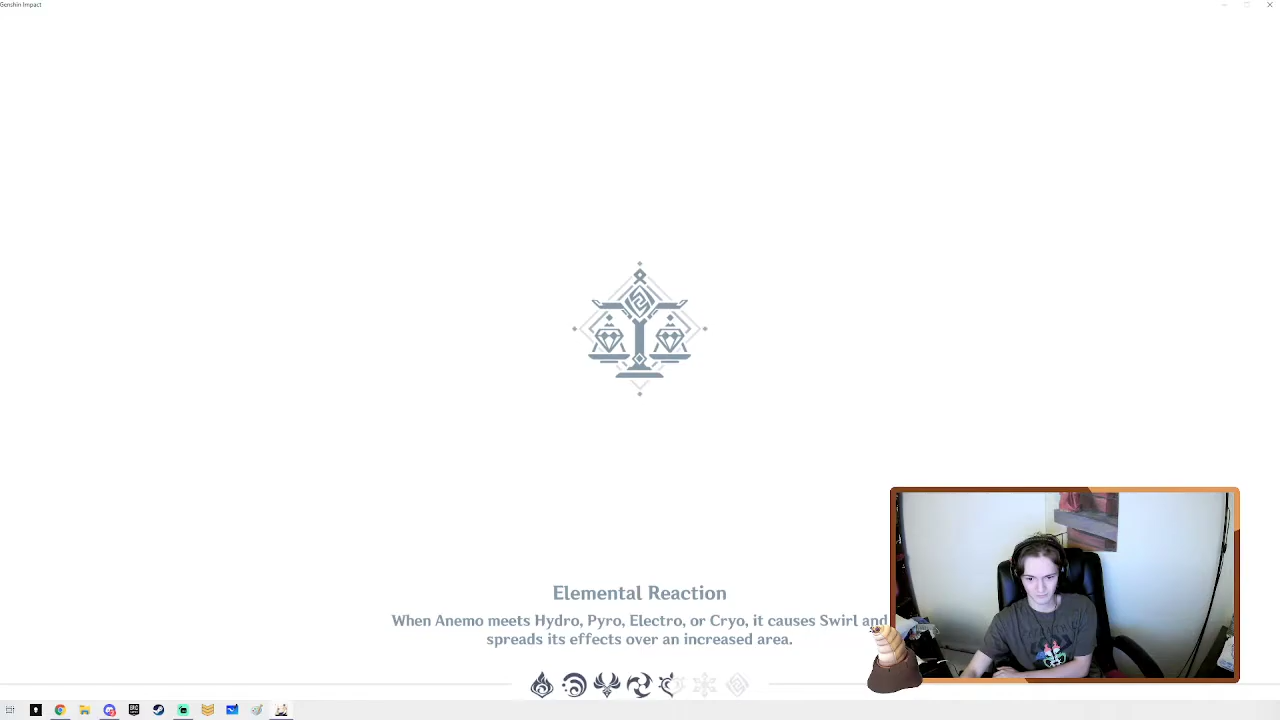 Genshin Impact
Elemental Reaction
When Anemo meets Hydro, Pyro, Electro, or Cryo, it causes Swirl and
spreads its effects over an increased area.